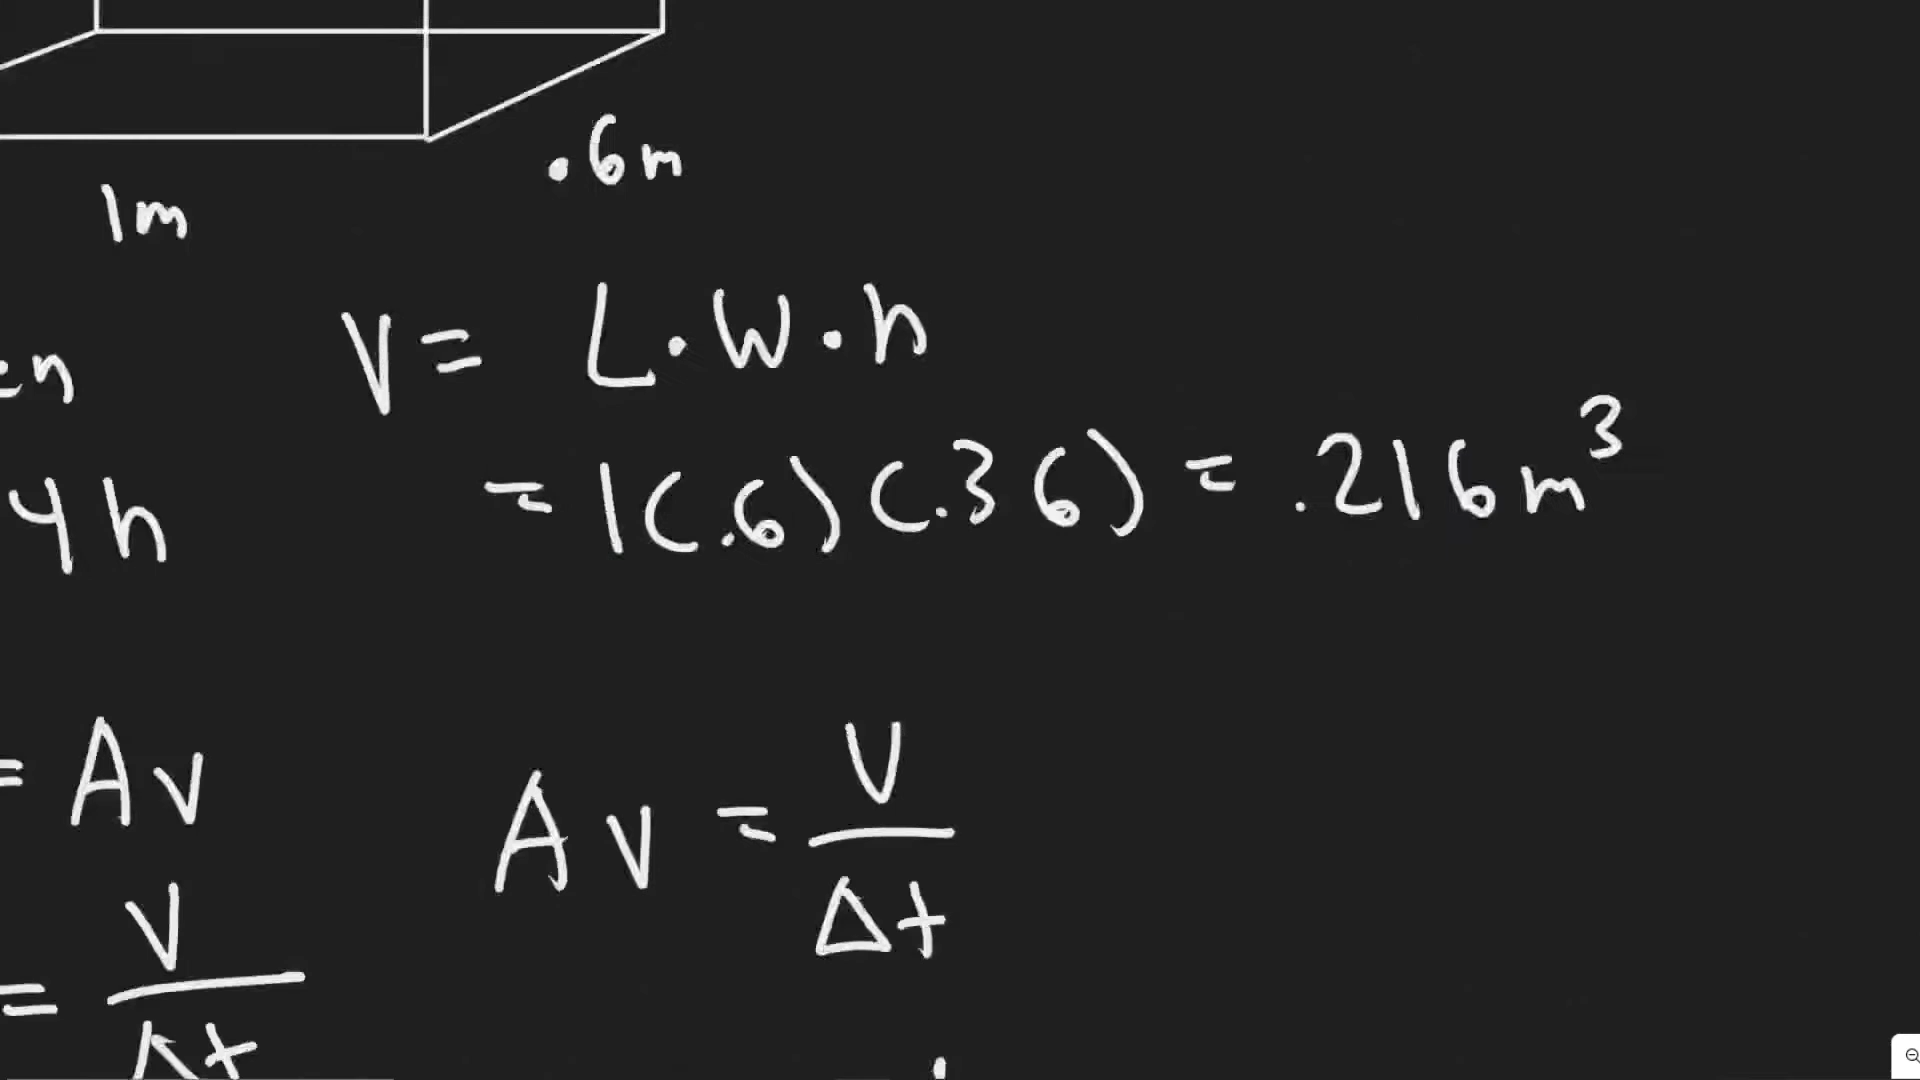 .6m
1m
V = L · W · h
en
= 1(.6)(.36) = .216m³
4h
= Av
Av = V/Δt
= V/Δt